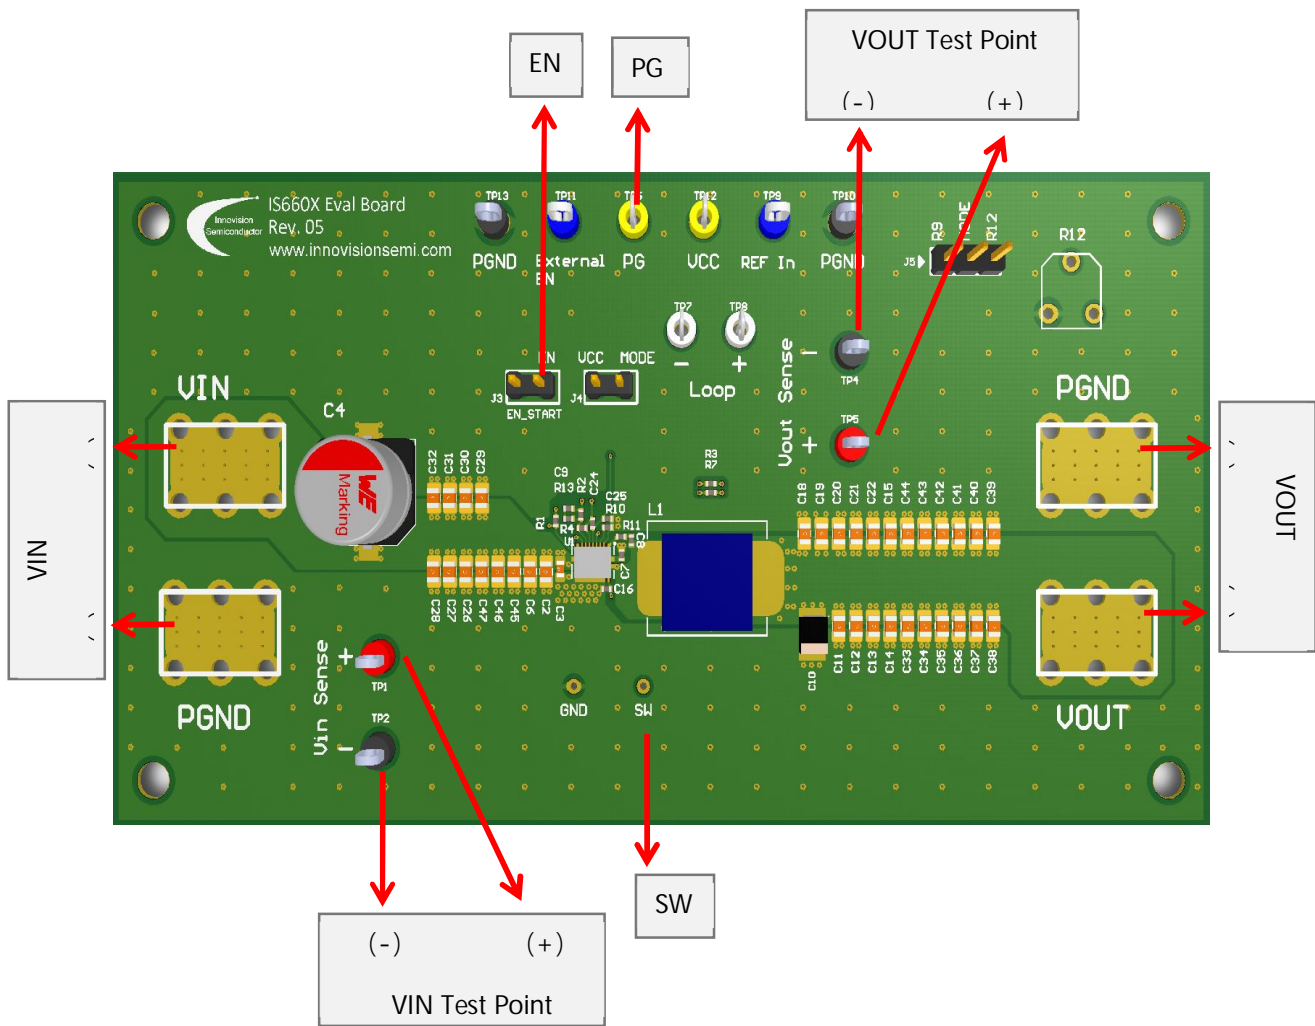 VOUT Test Point
(-) (+)
EN
PG
IS660X Eval Board
Rev. 05
www.innovisionsemi.com
Innovision
Semiconductor
TP13
PGND
TP11
External
EN
PG
TP12
VCC
TP9
REF In
TP10
PGND
R9
R12
J5
R12
TP7
TP8
-
+
Loop
Vout Sense
-
TP4
+
TP5
EN
J3
EN_START
VCC MODE
J4
VIN
C4
WE
Marking
PGND
VIN
PGND
VOUT
VOUT
C32
C31
C30
C29
C9
R13
R2
C24
C25
R10
R1
R4
R11
C8
U1
C7
C16
R3
R7
L1
C18
C19
C20
C21
C22
C15
C44
C43
C42
C41
C40
C39
C28
C27
C26
C47
C46
C45
C6
C2
C3
C10
C11
C12
C13
C14
C33
C34
C35
C36
C37
C38
Vin Sense
+
TP1
-
TP2
GND
SW
SW
(-) (+)
VIN Test Point